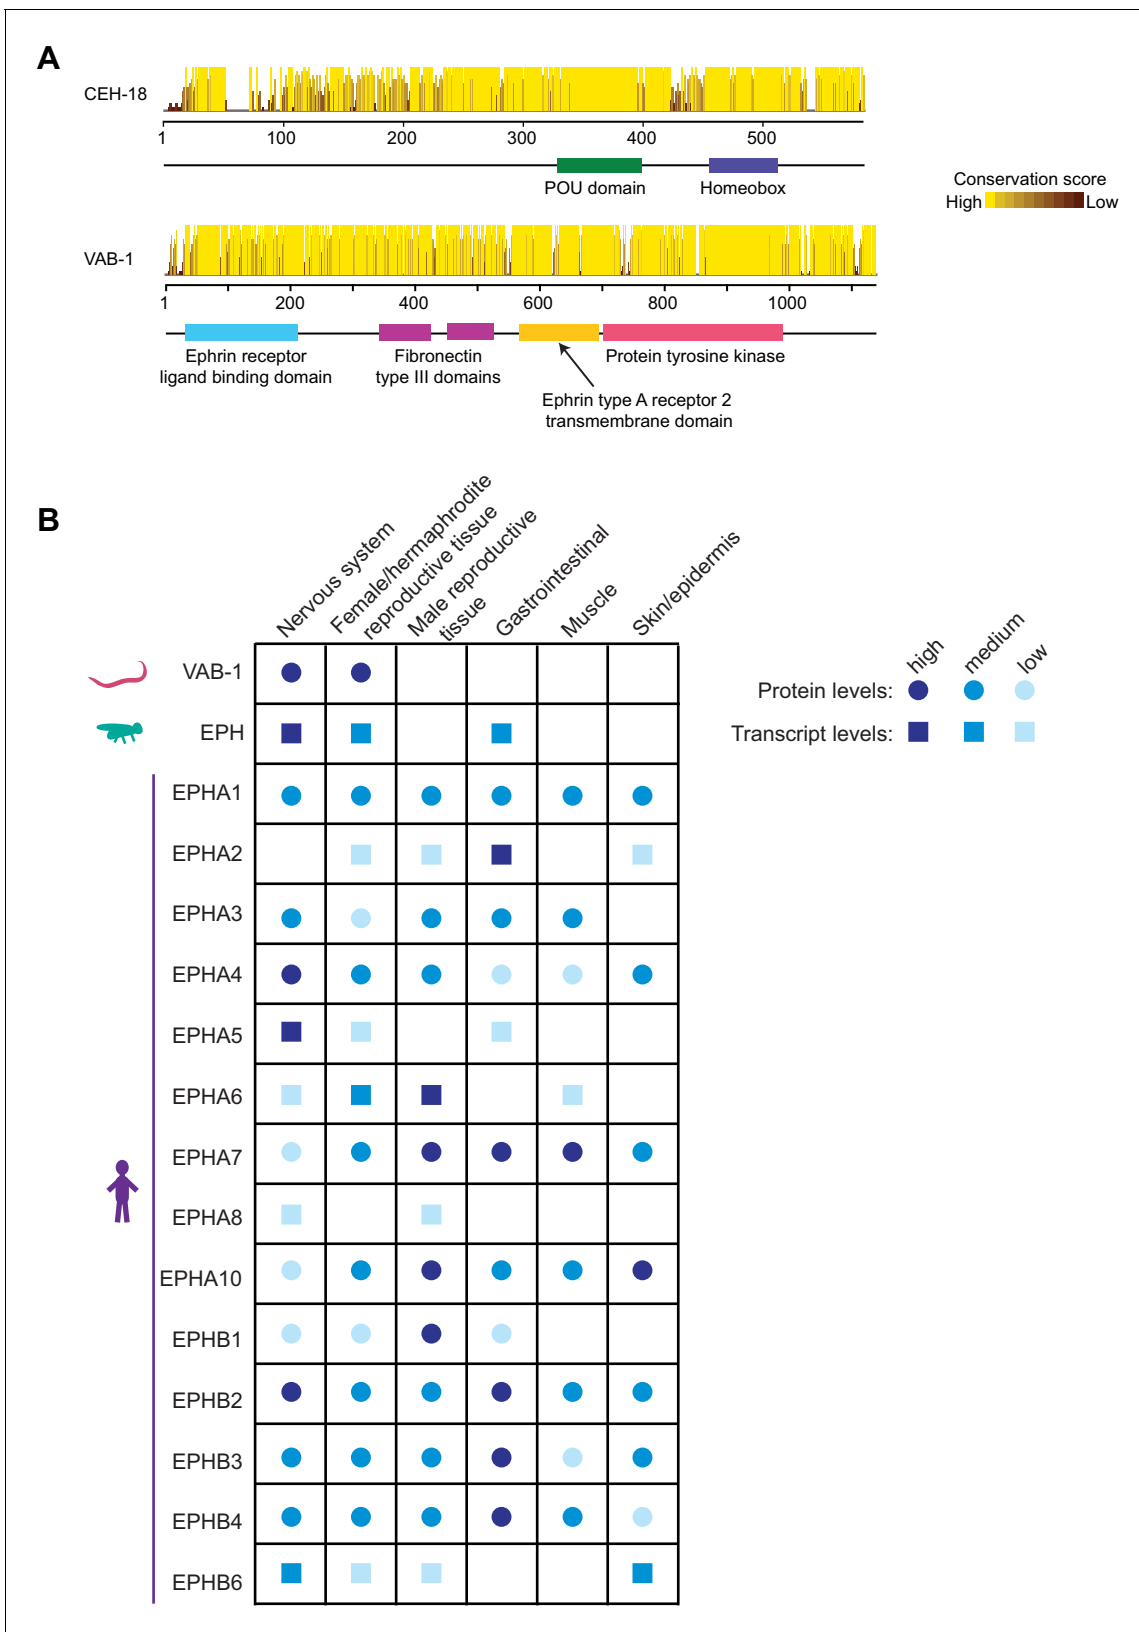 A
CEH-18
1 100 200 300 400 500
POU domain Homeobox
Conservation score
High Low
VAB-1
1 200 400 600 800 1000
Ephrin receptor
ligand binding domain
Fibronectin
type III domains
Protein tyrosine kinase
Ephrin type A receptor 2
transmembrane domain
B
Nervous system
Female/hermaphrodite
reproductive tissue
Male reproductive
tissue
Gastrointestinal
Muscle
Skin/epidermis
high
medium
low
Protein levels:
Transcript levels:
VAB-1
EPH
EPHA1
EPHA2
EPHA3
EPHA4
EPHA5
EPHA6
EPHA7
EPHA8
EPHA10
EPHB1
EPHB2
EPHB3
EPHB4
EPHB6